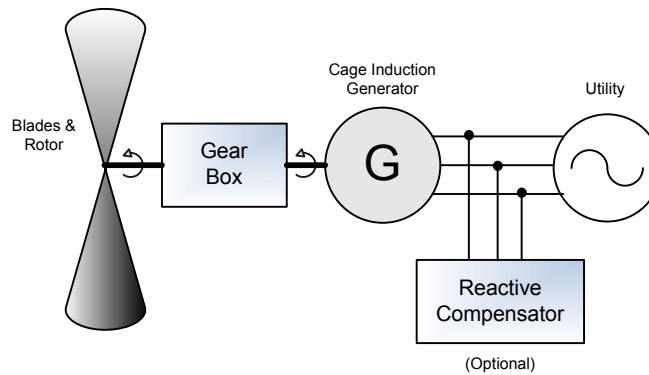 Cage Induction
Generator
Utility
Blades &
Rotor
Gear
Box
G
Reactive
Compensator
(Optional)